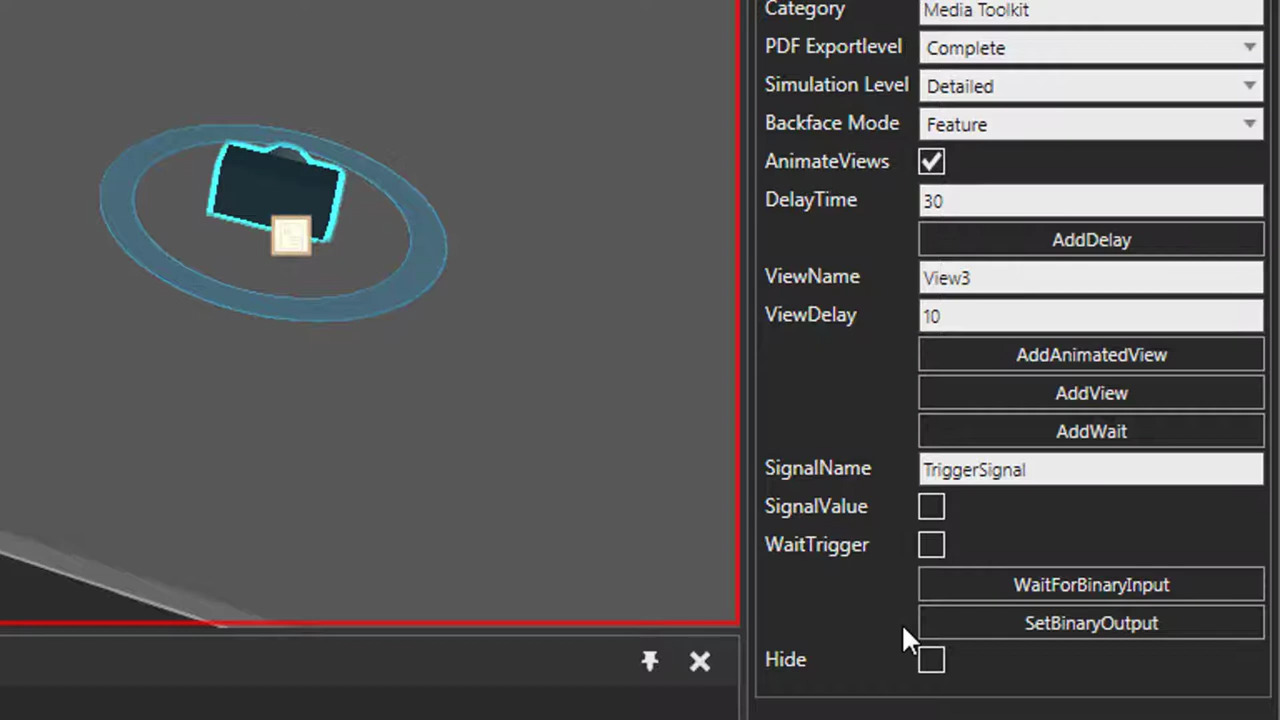 Category Media Toolkit
PDF Exportlevel Complete
Simulation Level Detailed
Backface Mode Feature
AnimateViews
DelayTime 30
AddDelay
ViewName View3
ViewDelay 10
AddAnimatedView
AddView
AddWait
SignalName TriggerSignal
SignalValue
WaitTrigger
WaitForBinaryInput
SetBinaryOutput
Hide